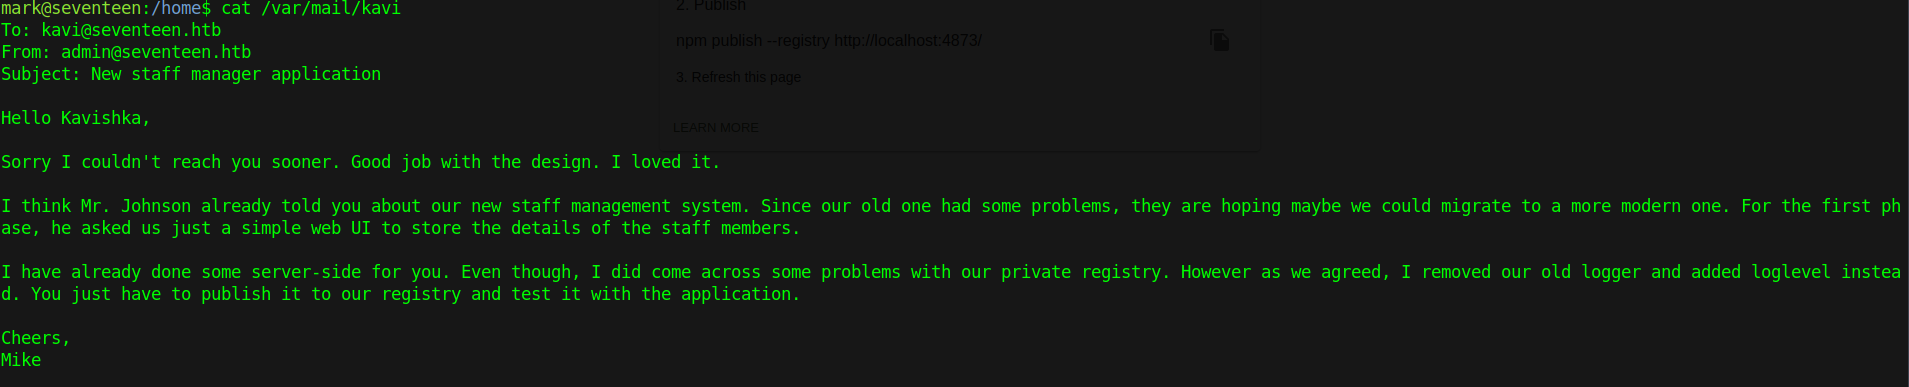 mark@seventeen:/home$ cat /var/mail/kavi
To: kavi@seventeen.htb
From: admin@seventeen.htb
Subject: New staff manager application
Hello Kavishka,
Sorry I couldn't reach you sooner. Good job with the design. I loved it.
I think Mr. Johnson already told you about our new staff management system. Since our old one had some problems, they are hoping maybe we could migrate to a more modern one. For the first ph
ase, he asked us just a simple web UI to store the details of the staff members.
I have already done some server-side for you. Even though, I did come across some problems with our private registry. However as we agreed, I removed our old logger and added loglevel instea
d. You just have to publish it to our registry and test it with the application.
Cheers,
Mike
2. Publish
npm publish --registry http://localhost:4873/
3. Refresh this page
LEARN MORE